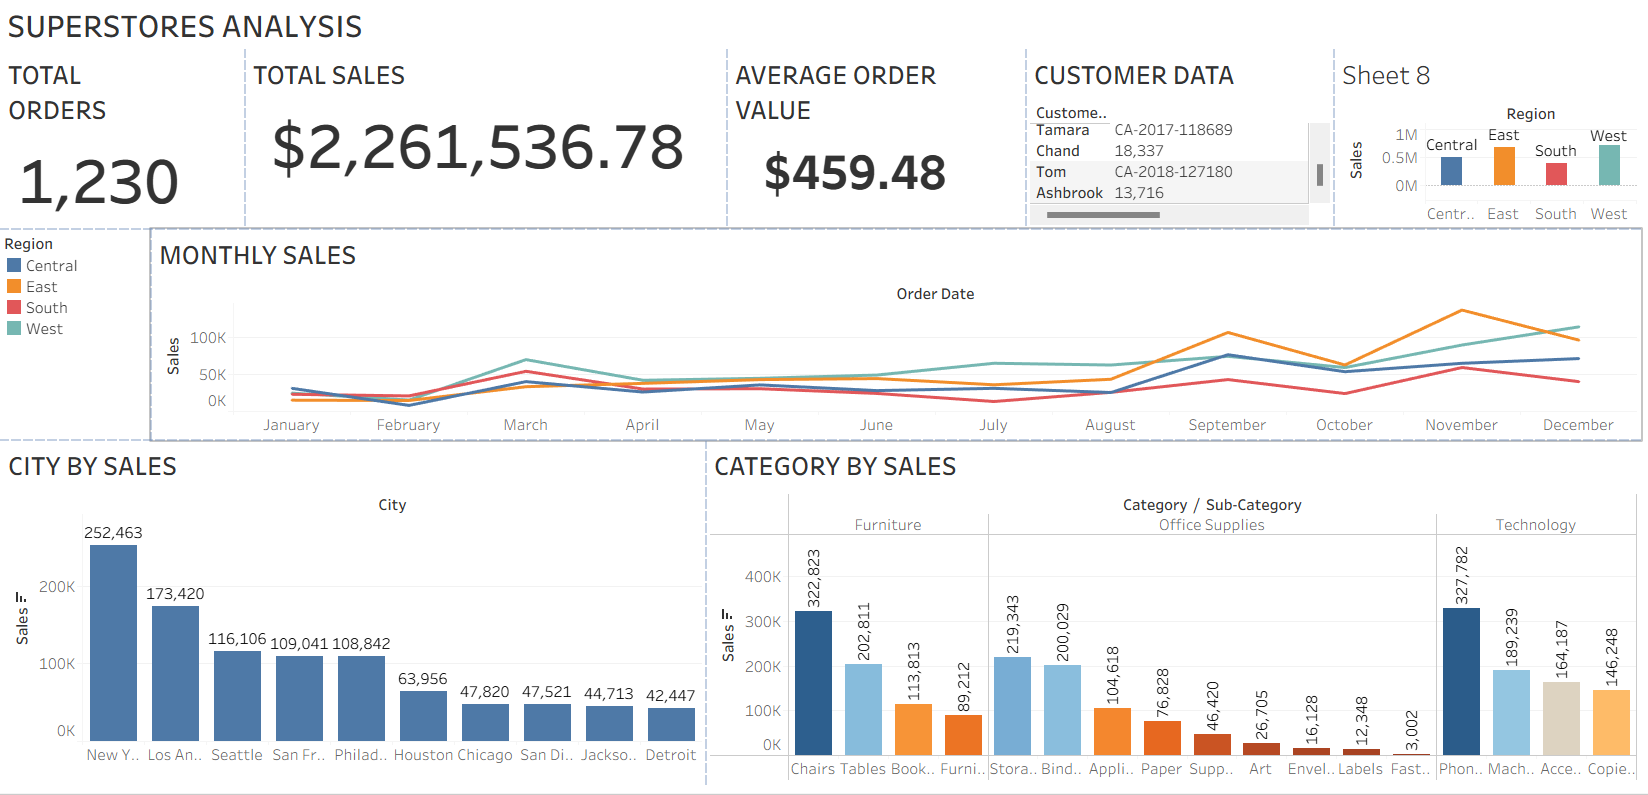 SUPERSTORES ANALYSIS
TOTAL
ORDERS
1,230
TOTAL SALES
$2,261,536.78
AVERAGE ORDER
VALUE
$459.48
CUSTOMER DATA
Custome..
Tamara CA-2017-118689
Chand 18,337
Tom CA-2018-127180
Ashbrook 13,716
Sheet 8
Region
Sales
1M
0.5M
0M
Central East South West
Centr.. East South West
Region
Central
East
South
West
MONTHLY SALES
Order Date
Sales
100K
50K
0K
January February March April May June July August September October November December
CITY BY SALES
City
Sales
200K
100K
0K
252,463 173,420 116,106 109,041 108,842 63,956 47,820 47,521 44,713 42,447
New Y.. Los An.. Seattle San Fr.. Philad.. Houston Chicago San Di.. Jackso.. Detroit
CATEGORY BY SALES
Category / Sub-Category
Furniture Office Supplies Technology
Sales
400K
300K
200K
100K
0K
322,823 202,811 113,813 89,212 219,343 200,029 104,618 76,828 46,420 26,705 16,128 12,348 3,002 327,782 189,239 164,187 146,248
Chairs Tables Book.. Furni.. Stora.. Bind.. Appli.. Paper Supp.. Art Envel.. Labels Fast.. Phon.. Mach.. Acce.. Copie..